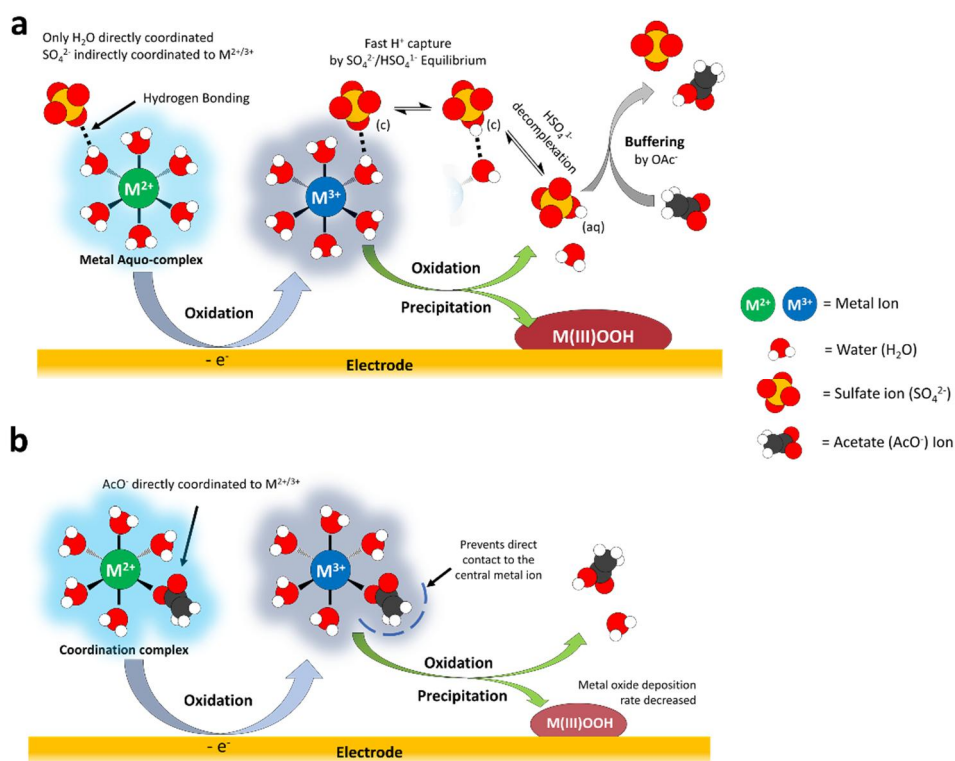 a
Only H₂O directly coordinated
SO₄²⁻ indirectly coordinated to M²⁺/³⁺
Hydrogen Bonding
Fast H⁺ capture
by SO₄²⁻/HSO₄¹⁻ Equilibrium
(c)
(c)
HSO₄¹⁻
decomplexation
(aq)
Buffering
by OAc⁻
M²⁺
Metal Aquo-complex
M³⁺
Oxidation
Oxidation
Precipitation
M(III)OOH
- e⁻
Electrode
M²⁺ M³⁺ = Metal Ion
= Water (H₂O)
= Sulfate ion (SO₄²⁻)
= Acetate (AcO⁻) Ion
b
AcO⁻ directly coordinated to M²⁺/³⁺
M²⁺
Coordination complex
M³⁺
Prevents direct
contact to the
central metal ion
Oxidation
Oxidation
Precipitation
Metal oxide deposition
rate decreased
M(III)OOH
- e⁻
Electrode